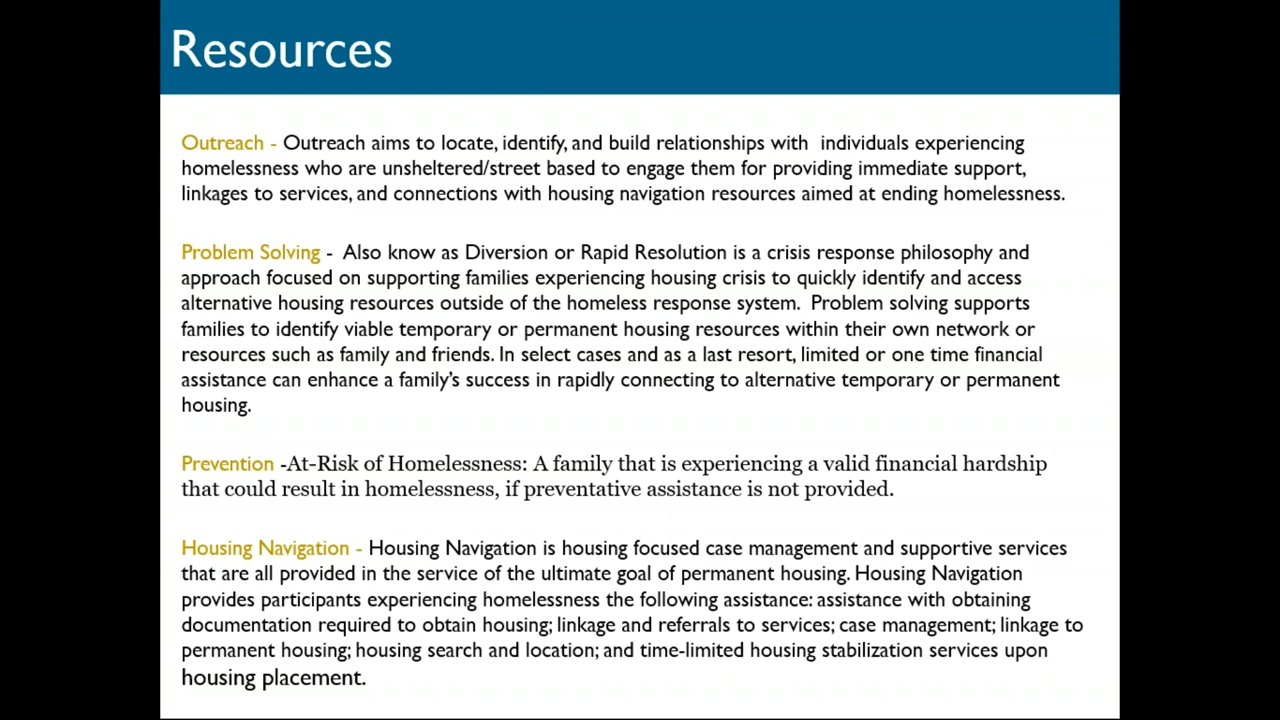 Resources
Outreach - Outreach aims to locate, identify, and build relationships with individuals experiencing
homelessness who are unsheltered/street based to engage them for providing immediate support,
linkages to services, and connections with housing navigation resources aimed at ending homelessness.
Problem Solving - Also know as Diversion or Rapid Resolution is a crisis response philosophy and
approach focused on supporting families experiencing housing crisis to quickly identify and access
alternative housing resources outside of the homeless response system. Problem solving supports
families to identify viable temporary or permanent housing resources within their own network or
resources such as family and friends. In select cases and as a last resort, limited or one time financial
assistance can enhance a family's success in rapidly connecting to alternative temporary or permanent
housing.
Prevention -At-Risk of Homelessness: A family that is experiencing a valid financial hardship
that could result in homelessness, if preventative assistance is not provided.
Housing Navigation - Housing Navigation is housing focused case management and supportive services
that are all provided in the service of the ultimate goal of permanent housing. Housing Navigation
provides participants experiencing homelessness the following assistance: assistance with obtaining
documentation required to obtain housing; linkage and referrals to services; case management; linkage to
permanent housing; housing search and location; and time-limited housing stabilization services upon
housing placement.